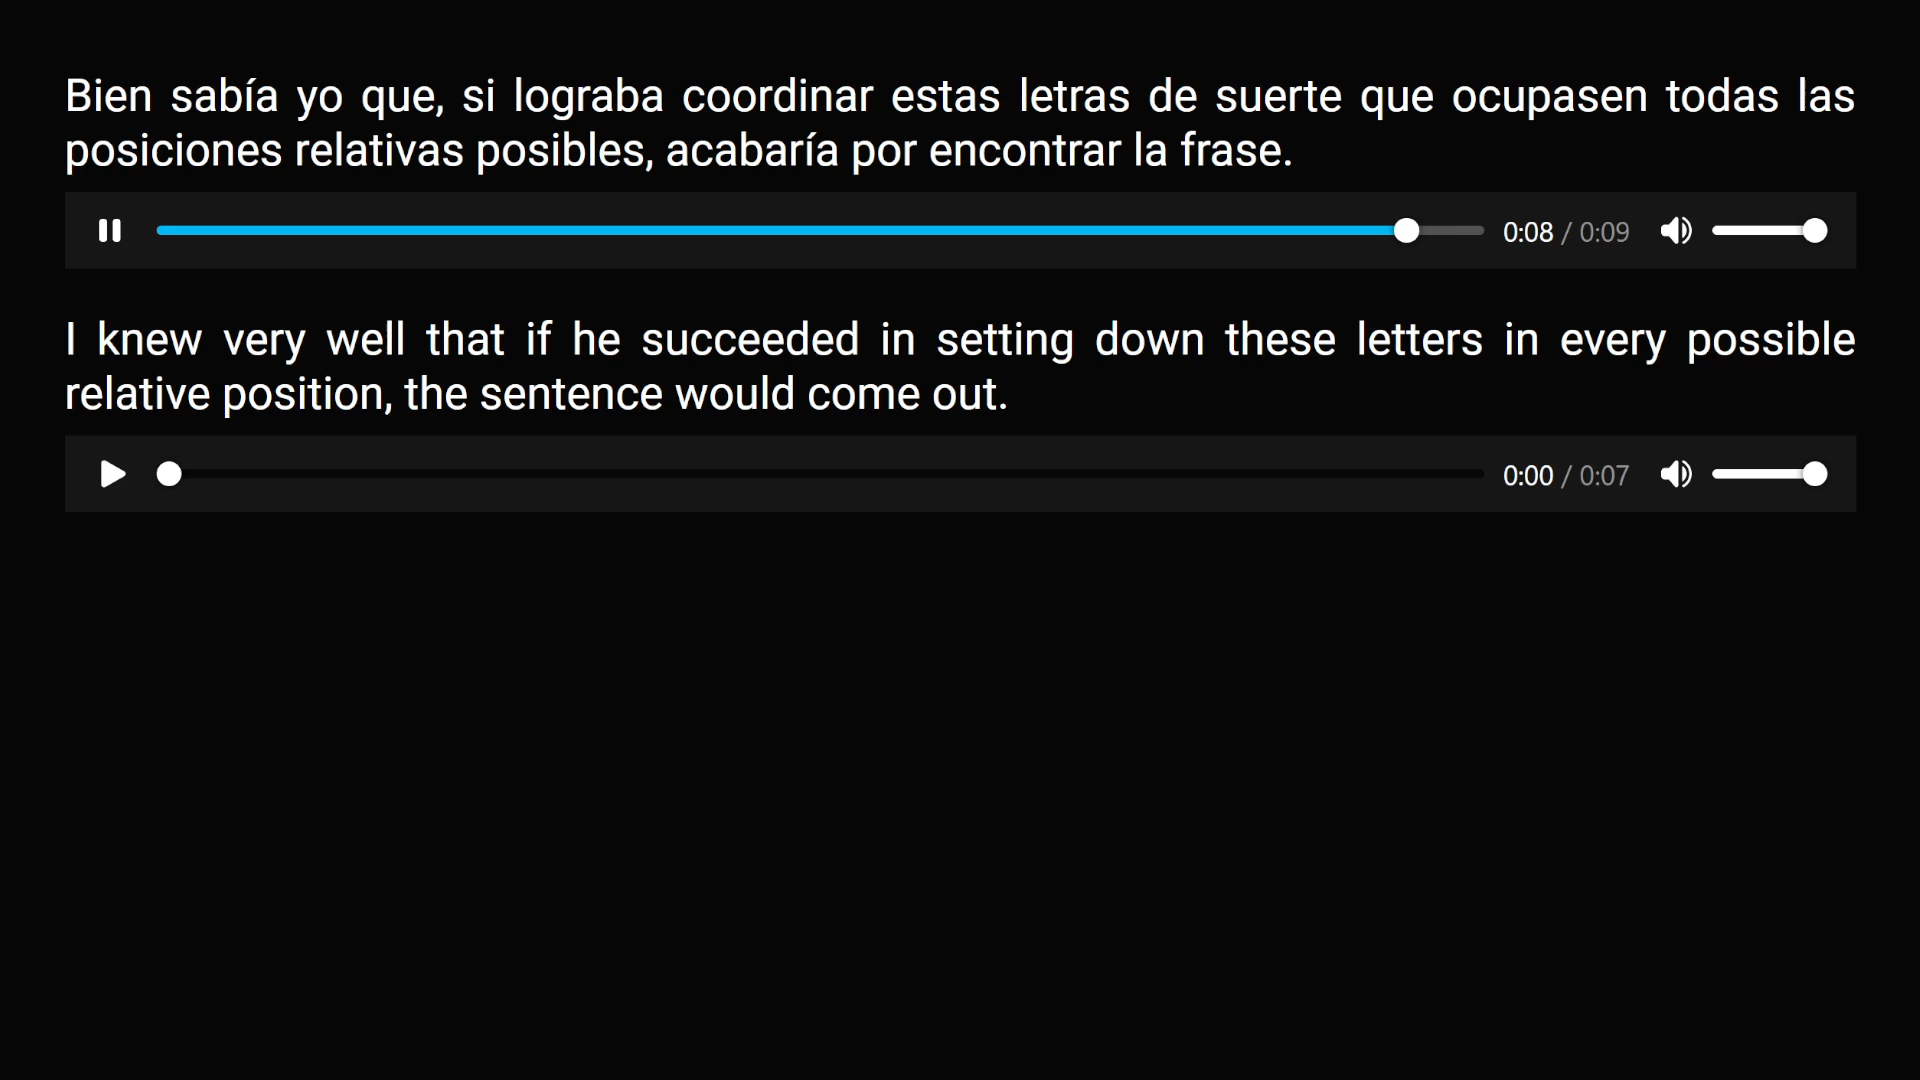 Bien sabía yo que, si lograba coordinar estas letras de suerte que ocupasen todas las
posiciones relativas posibles, acabaría por encontrar la frase.
0:08 / 0:09
I knew very well that if he succeeded in setting down these letters in every possible
relative position, the sentence would come out.
0:00 / 0:07